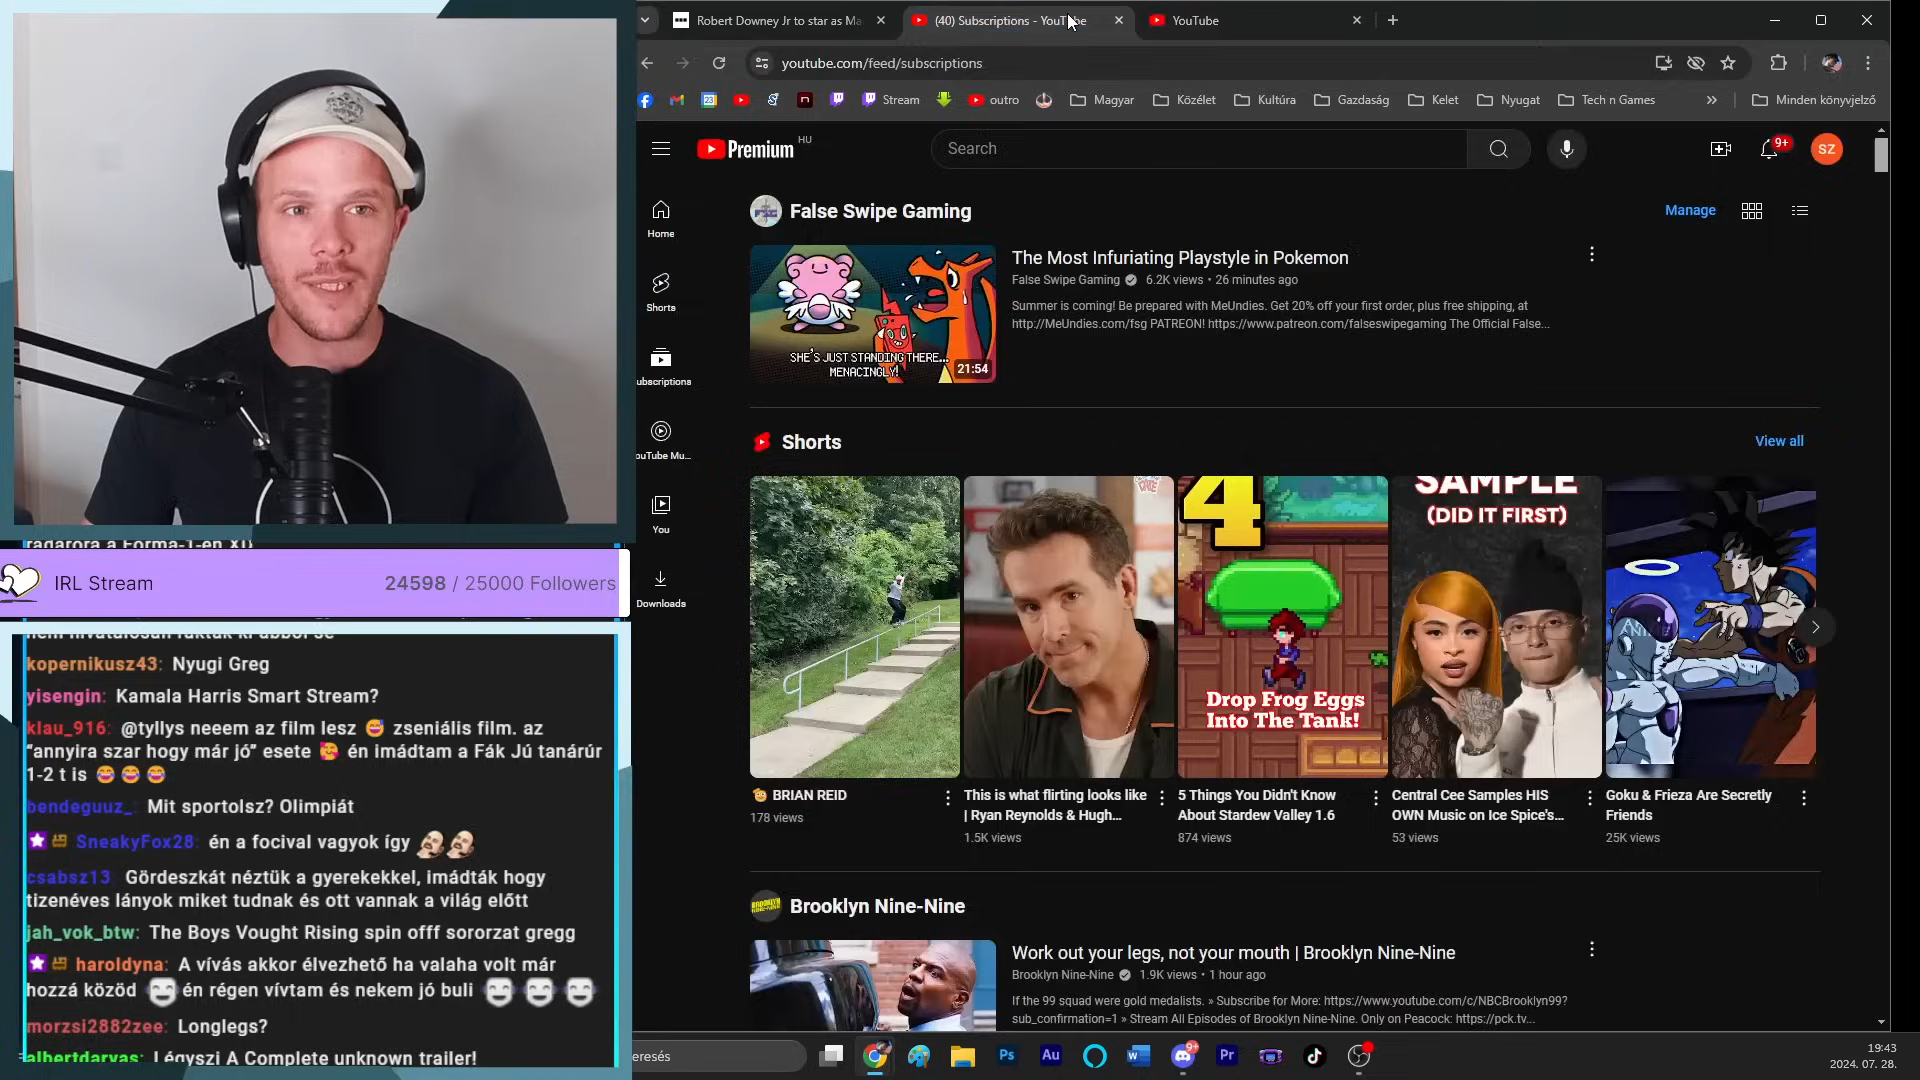 Robert Downey Jr to star as Ma
(40) Subscriptions - YouTube
YouTube
youtube.com/feed/subscriptions
Stream
outro
Magyar
Közélet
Kultúra
Gazdaság
Kelet
Nyugat
Tech n Games
Minden könyvjelző
Premium HU
Search
9+
SZ
Home
Shorts
ubscriptions
ouTube Mu...
You
Downloads
False Swipe Gaming
Manage
SHE'S JUST STANDING THERE...
MENACINGLY!
21:54
The Most Infuriating Playstyle in Pokemon
False Swipe Gaming 6.2K views • 26 minutes ago
Summer is coming! Be prepared with MeUndies. Get 20% off your first order, plus free shipping, at
http://MeUndies.com/fsg PATREON! https://www.patreon.com/falseswipegaming The Official False...
Shorts
View all
4
Drop Frog Eggs
Into The Tank!
SAMPLE
(DID IT FIRST)
BRIAN REID
178 views
This is what flirting looks like
| Ryan Reynolds & Hugh...
1.5K views
5 Things You Didn't Know
About Stardew Valley 1.6
874 views
Central Cee Samples HIS
OWN Music on Ice Spice's...
53 views
Goku & Frieza Are Secretly
Friends
25K views
Brooklyn Nine-Nine
Work out your legs, not your mouth | Brooklyn Nine-Nine
Brooklyn Nine-Nine 1.9K views • 1 hour ago
If the 99 squad were gold medalists. » Subscribe for More: https://www.youtube.com/c/NBCBrooklyn99?
sub_confirmation=1 » Stream All Episodes of Brooklyn Nine-Nine. Only on Peacock: https://pck.tv...
radarora a Forma-1-en XD
IRL Stream 24598 / 25000 Followers
kopernikusz43: Nyugi Greg
yisengin: Kamala Harris Smart Stream?
klau_916: @tyllys neeem az film lesz 😅 zseniális film. az
“annyira szar hogy már jó” esete 🥰 én imádtam a Fák Jú tanárúr
1-2 t is 😂 😂 😂
bendeguuz_: Mit sportolsz? Olimpiát
SneakyFox28: én a focival vagyok így
csabsz13: Gördeszkát néztük a gyerekekkel, imádták hogy
tizenéves lányok miket tudnak és ott vannak a világ előtt
jah_vok_btw: The Boys Vought Rising spin offf sororzat gregg
haroldyna: A vívás akkor élvezhető ha valaha volt már
hozzá közöd én régen vívtam és nekem jó buli
morzsi2882zee: Longlegs?
albertdarvas: Légyszi A Complete unknown trailer!
eresés
Ps
Au
9+
Pr
19:43
2024. 07. 28.